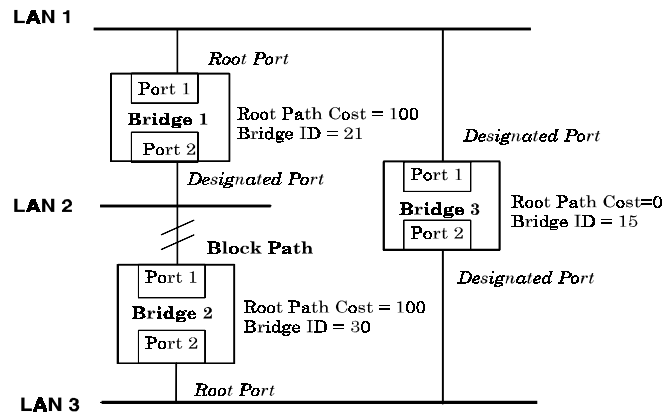 LAN 1
Root Port
Port 1
Bridge 1
Port 2
Root Path Cost = 100
Bridge ID = 21
Designated Port
LAN 2
Block Path
Port 1
Bridge 2
Port 2
Root Path Cost = 100
Bridge ID = 30
Root Port
LAN 3
Designated Port
Port 1
Bridge 3
Port 2
Root Path Cost=0
Bridge ID = 15
Designated Port